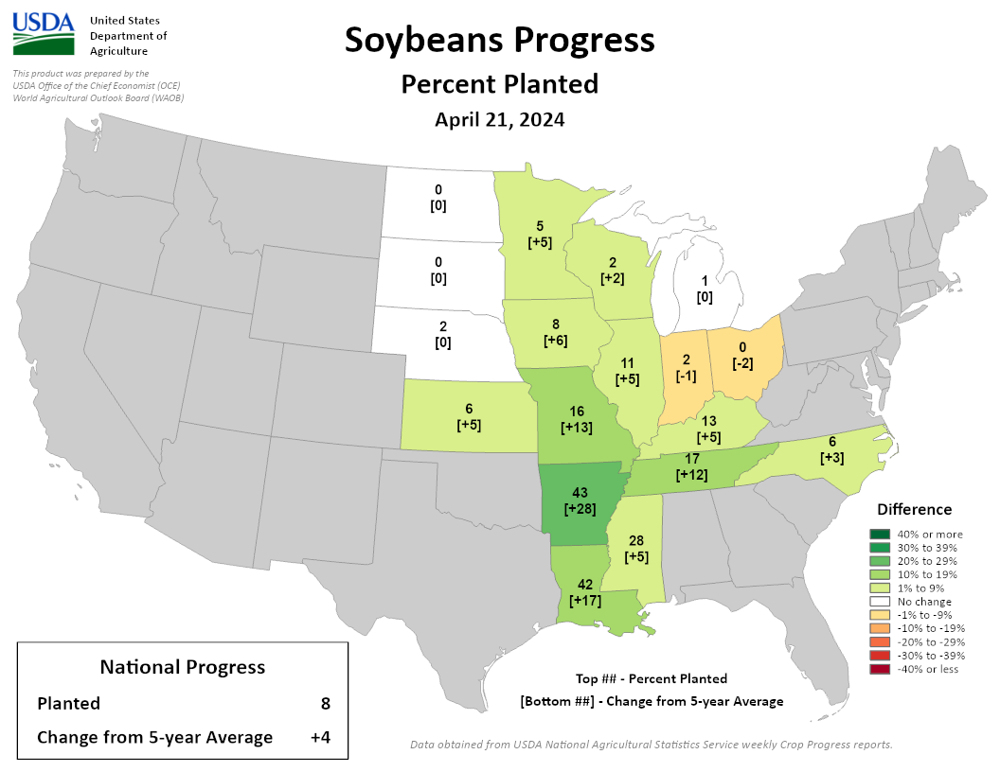 USDA
United States
Department of
Agriculture
This product was prepared by the
USDA Office of the Chief Economist (OCE)
World Agricultural Outlook Board (WAOB)
Soybeans Progress
Percent Planted
April 21, 2024
0
[0]
5
[+5]
0
[0]
2
[+2]
1
[0]
2
[0]
8
[+6]
11
[+5]
2
[-1]
0
[-2]
6
[+5]
16
[+13]
13
[+5]
6
[+3]
17
[+12]
43
[+28]
28
[+5]
42
[+17]
Difference
40% or more
30% to 39%
20% to 29%
10% to 19%
1% to 9%
No change
-1% to -9%
-10% to -19%
-20% to -29%
-30% to -39%
-40% or less
National Progress
Planted 8
Change from 5-year Average +4
Top ## - Percent Planted
[Bottom ##] - Change from 5-year Average
Data obtained from USDA National Agricultural Statistics Service weekly Crop Progress reports.